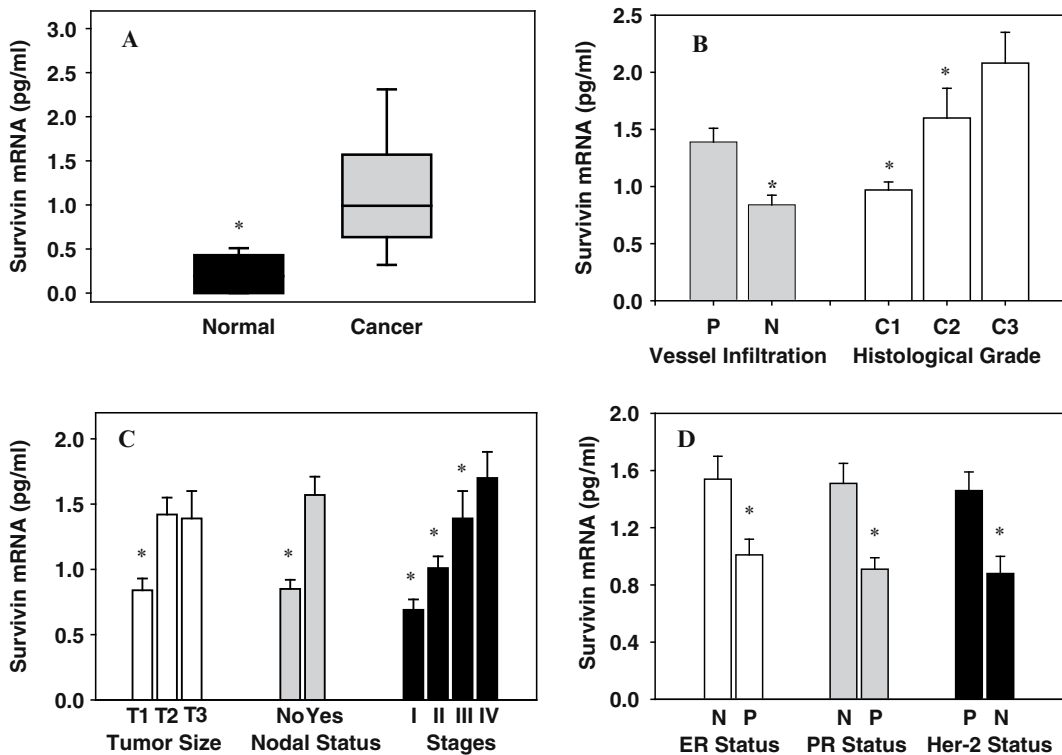 A
Survivin mRNA (pg/ml)
3.0
2.5
2.0
1.5
1.0
0.5
0.0
*
Normal Cancer
B
Survivin mRNA (pg/ml)
2.5
2.0
1.5
1.0
0.5
0.0
* * *
P N C1 C2 C3
Vessel Infiltration Histological Grade
C
Survivin mRNA (pg/ml)
2.0
1.5
1.0
0.5
0.0
* * * * *
T1 T2 T3 No Yes I II III IV
Tumor Size Nodal Status Stages
D
Survivin mRNA (pg/ml)
2.0
1.6
1.2
0.8
0.4
0.0
* * *
N P N P P N
ER Status PR Status Her-2 Status